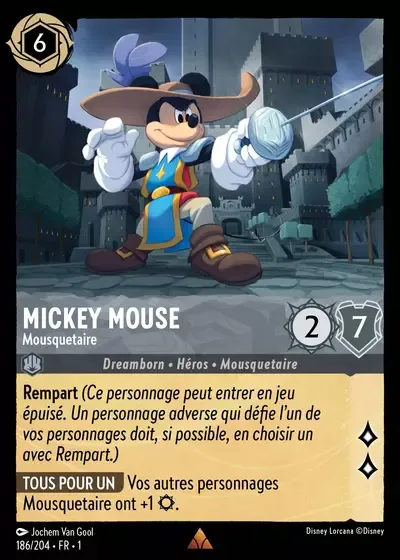 6
MICKEY MOUSE
Mousquetaire
2
7
Dreamborn • Héros • Mousquetaire
Rempart (Ce personnage peut entrer en jeu
épuisé. Un personnage adverse qui défie l'un de
vos personnages doit, si possible, en choisir un
avec Rempart.)
TOUS POUR UN Vos autres personnages
Mousquetaire ont +1
Jochem Van Gool
186/204 • FR • 1
Disney Lorcana ©Disney